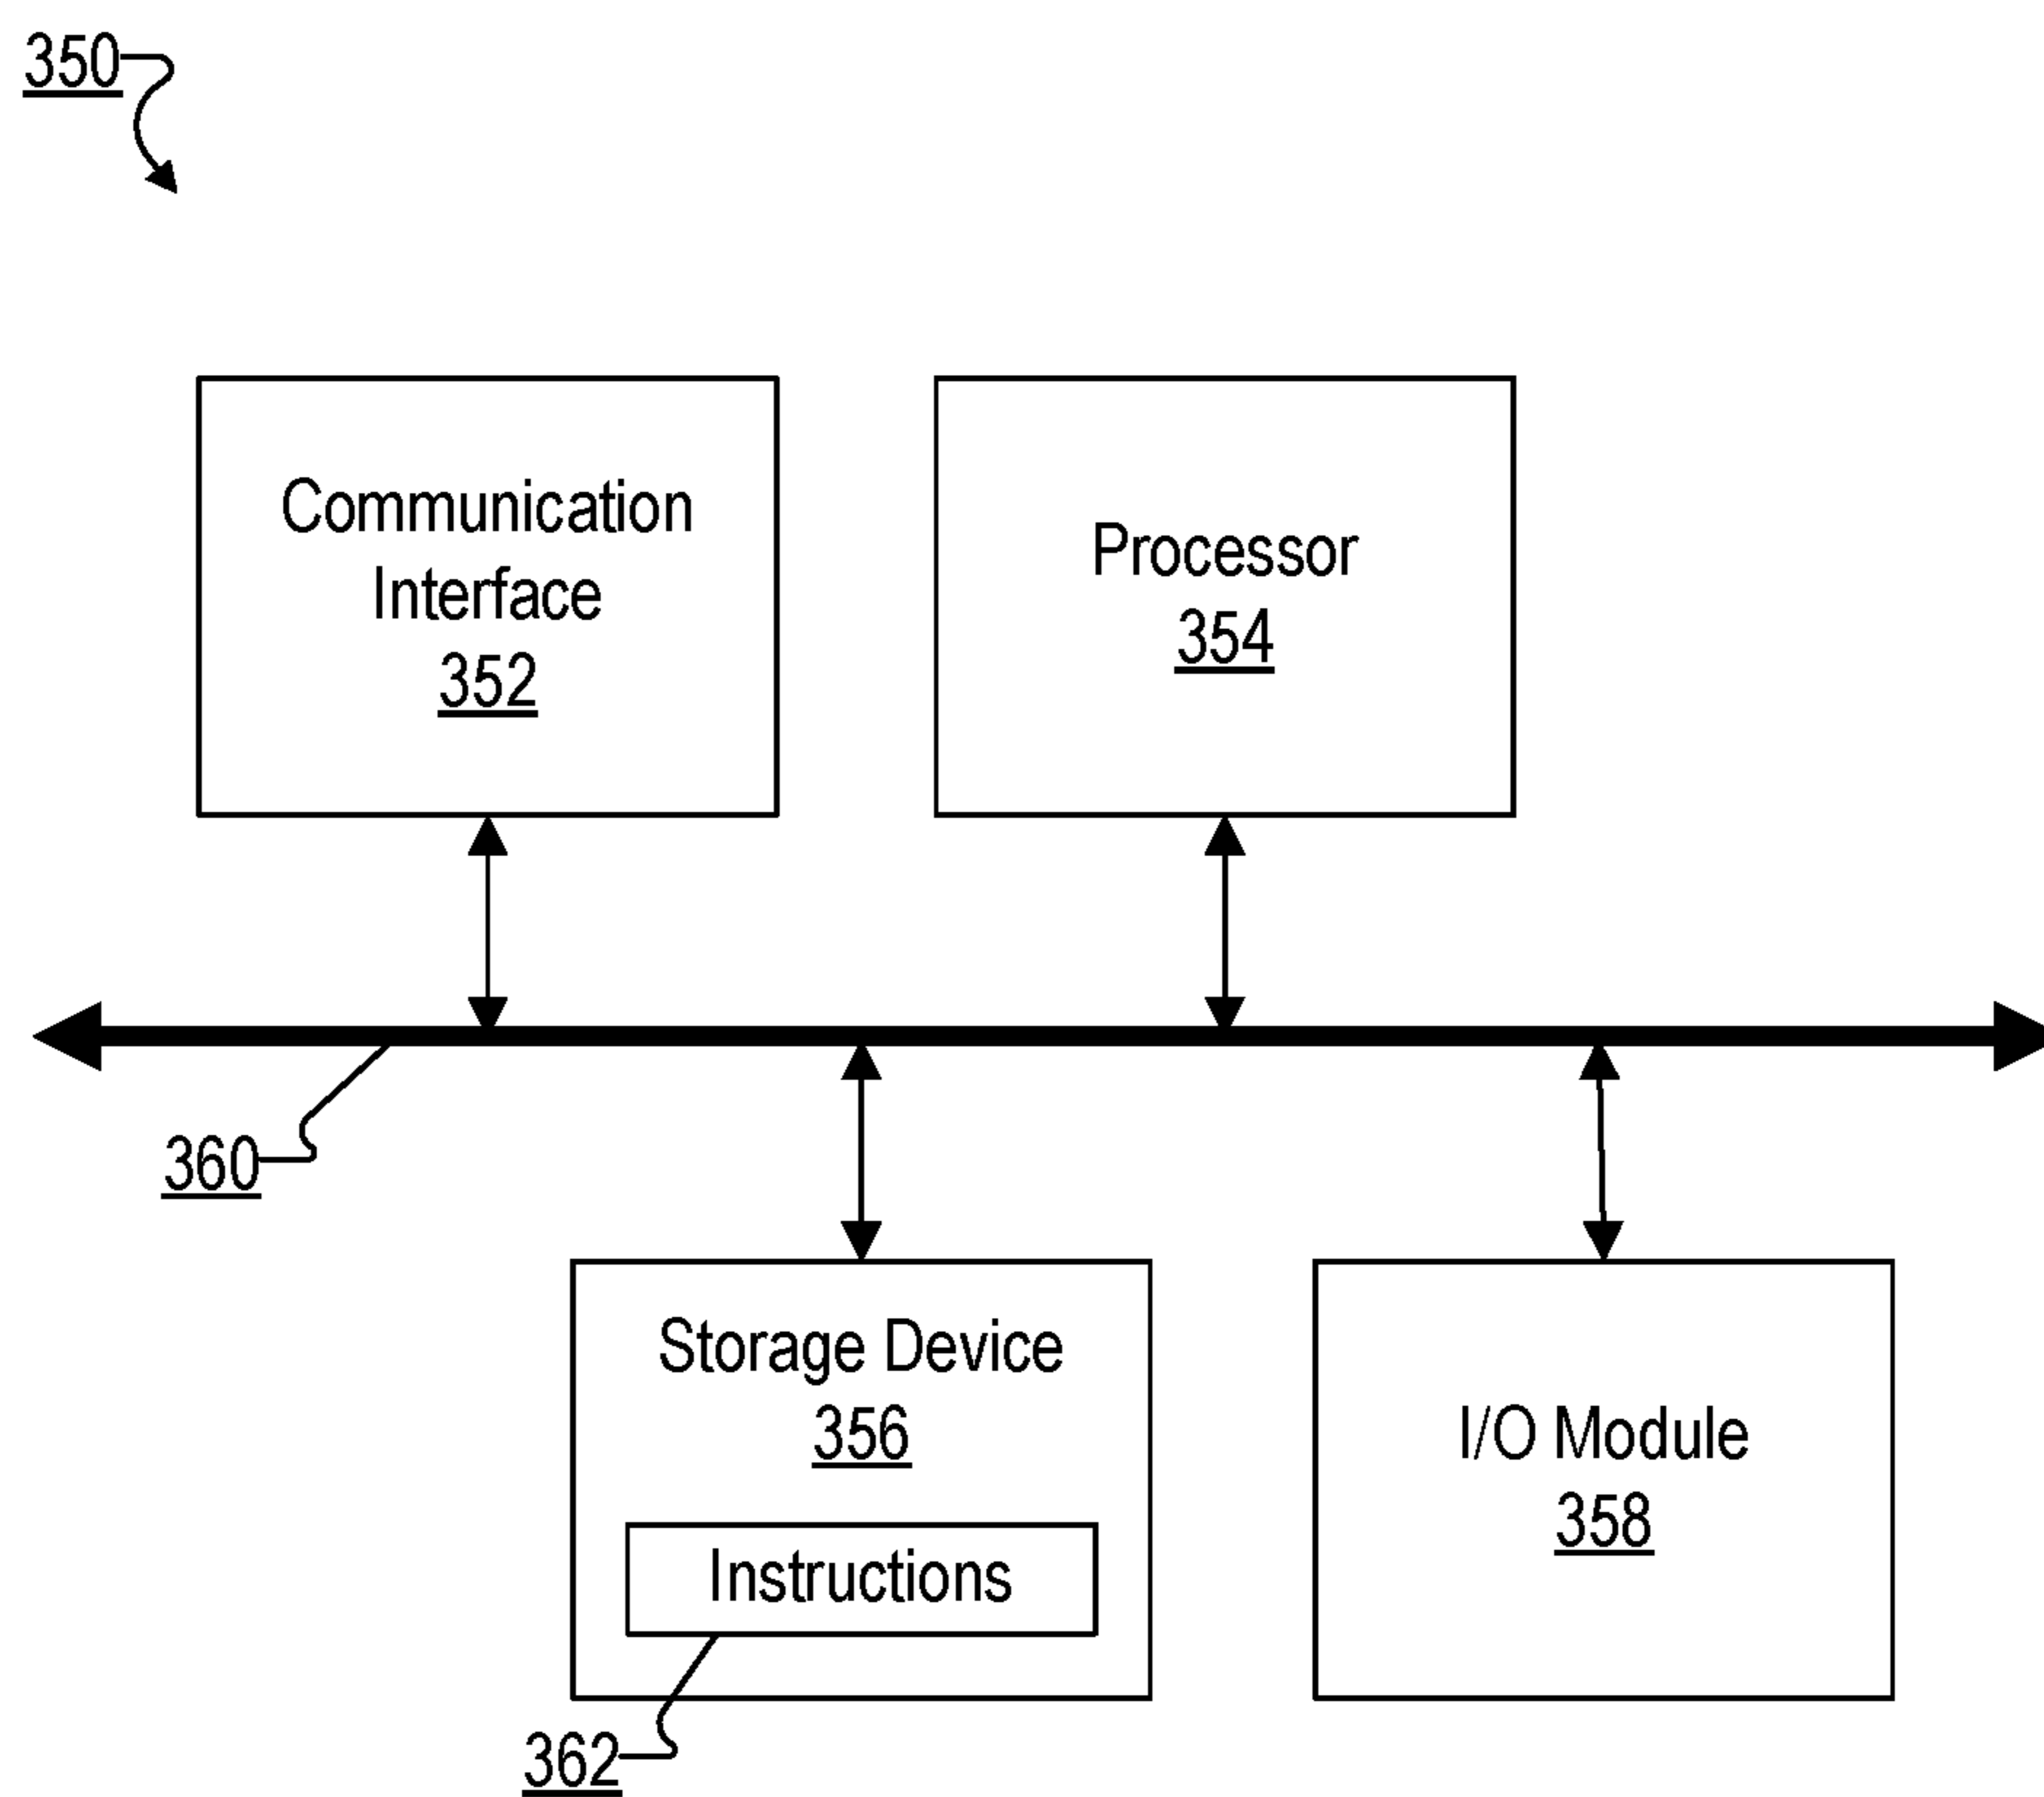 350
Communication
Interface
352
Processor
354
360
Storage Device
356
Instructions
362
I/O Module
358